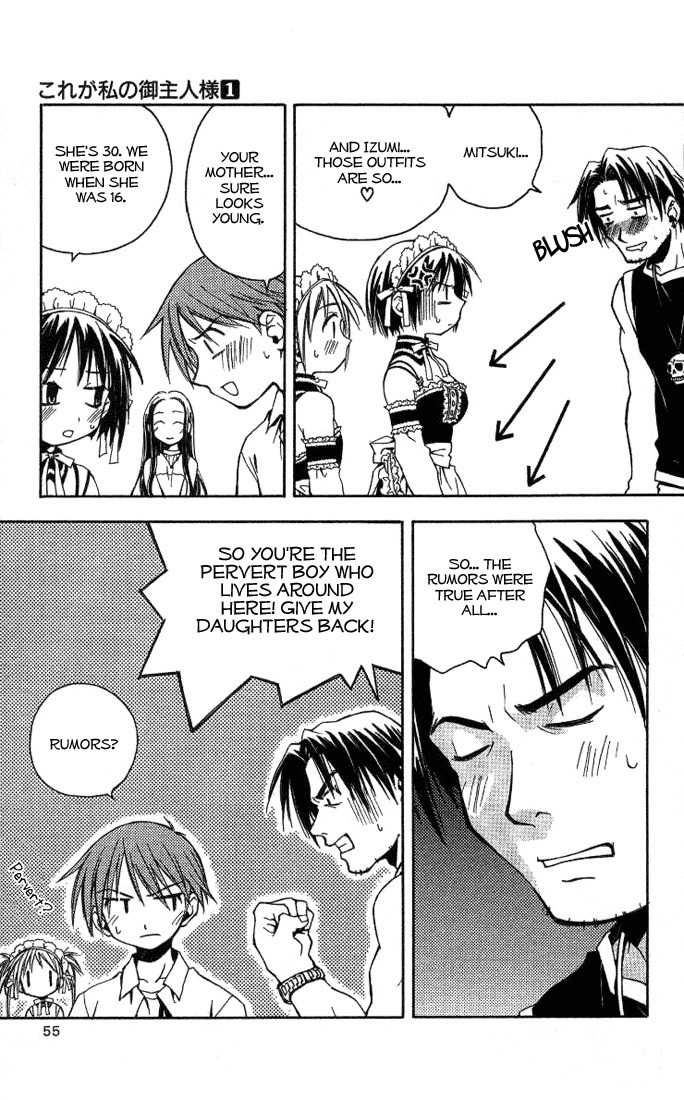 これが私の御主人様1
MITSUKI...
AND IZUMI...
THOSE OUTFITS
ARE SO...
♡
BLUSH
YOUR
MOTHER...
SURE
LOOKS
YOUNG.
SHE'S 30. WE
WERE BORN
WHEN SHE
WAS 16.
SO... THE
RUMORS WERE
TRUE AFTER
ALL...
SO YOU'RE THE
PERVERT BOY WHO
LIVES AROUND
HERE! GIVE MY
DAUGHTERS BACK!
RUMORS?
Pervert?
55